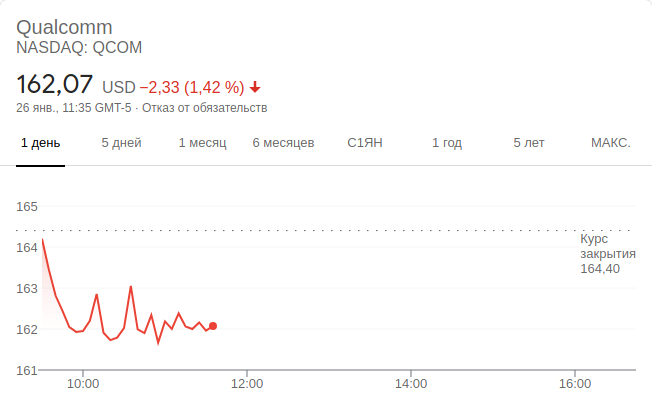 Qualcomm
NASDAQ: QCOM
162,07 USD −2,33 (1,42 %)
26 янв., 11:35 GMT-5 · Отказ от обязательств
1 день 5 дней 1 месяц 6 месяцев С1ЯН 1 год 5 лет МАКС.
165
164
163
162
161
Курс
закрытия
164,40
10:00 12:00 14:00 16:00